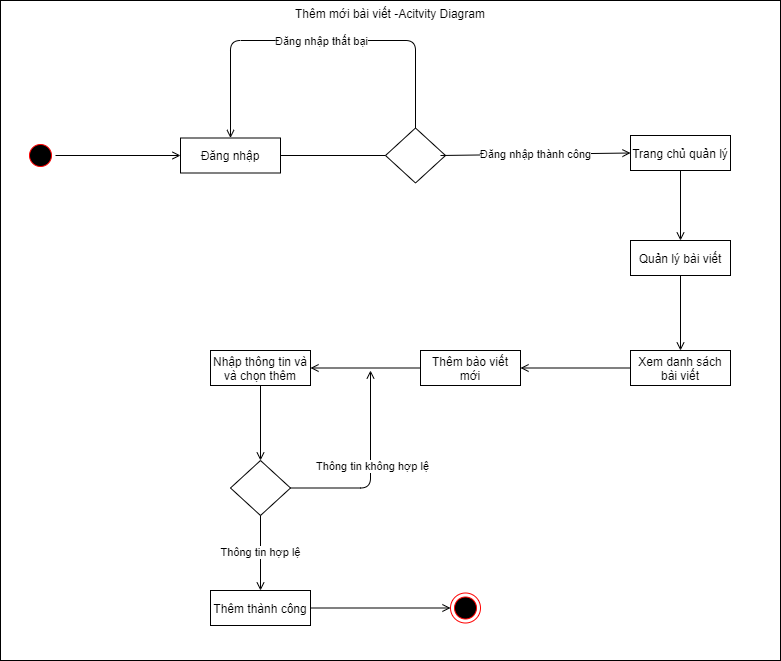 Thêm mới bài viết -Acitvity Diagram
Đăng nhập thất bại
Đăng nhập
Đăng nhập thành công
Trang chủ quản lý
Quản lý bài viết
Nhập thông tin và
và chọn thêm
Thêm bảo viết
mới
Xem danh sách
bài viết
Thông tin không hợp lệ
Thông tin hợp lệ
Thêm thành công